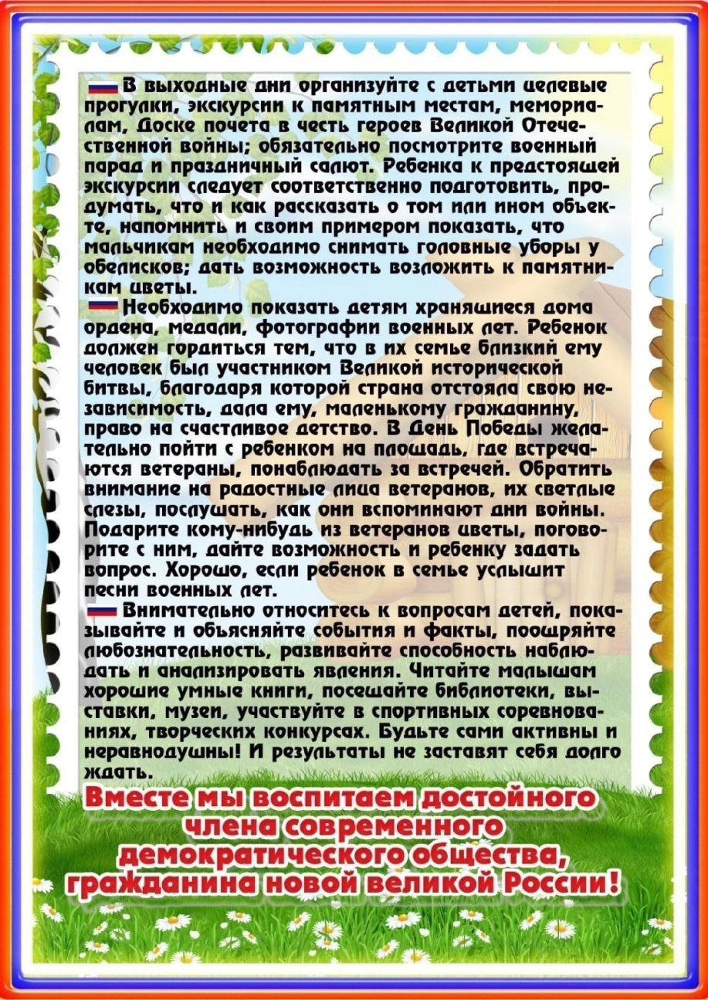 В выходные дни организуйте с детьми целевые
прогулки, экскурсии к памятным местам, мемориа-
лам, Доске почета в честь героев Великой Отече-
ственной войны; обязательно посмотрите военный
парад и праздничный салют. Ребенка к предстоящей
экскурсии следует соответственно подготовить, про-
думать, что и как рассказать о том или ином объек-
те, напомнить и своим примером показать, что
мальчикам необходимо снимать головные уборы у
обелисков; дать возможность возложить к памятни-
кам цветы.
Необходимо показать детям хранящиеся дома
ордена, медали, фотографии военных лет. Ребенок
должен гордиться тем, что в их семье близкий ему
человек был участником Великой исторической
битвы, благодаря которой страна отстояла свою не-
зависимость, дала ему, маленькому гражданину,
право на счастливое детство. В День Победы жела-
тельно пойти с ребенком на площадь, где встреча-
ются ветераны, понаблюдать за встречей. Обратить
внимание на радостные лица ветеранов, их светлые
слезы, послушать, как они вспоминают дни войны.
Подарите кому-нибудь из ветеранов цветы, погово-
рите с ним, дайте возможность и ребенку задать
вопрос. Хорошо, если ребенок в семье услышит
песни военных лет.
Внимательно относитесь к вопросам детей, пока-
зывайте и объясняйте события и факты, поощряйте
любознательность, развивайте способность наблю-
дать и анализировать явления. Читайте малышам
хорошие умные книги, посещайте библиотеки, вы-
ставки, музеи, участвуйте в спортивных соревнова-
ниях, творческих конкурсах. Будьте сами активны и
неравнодушны! И результаты не заставят себя долго
ждать.
Вместе мы воспитаем достойного
члена современного
демократического общества,
гражданина новой великой России!